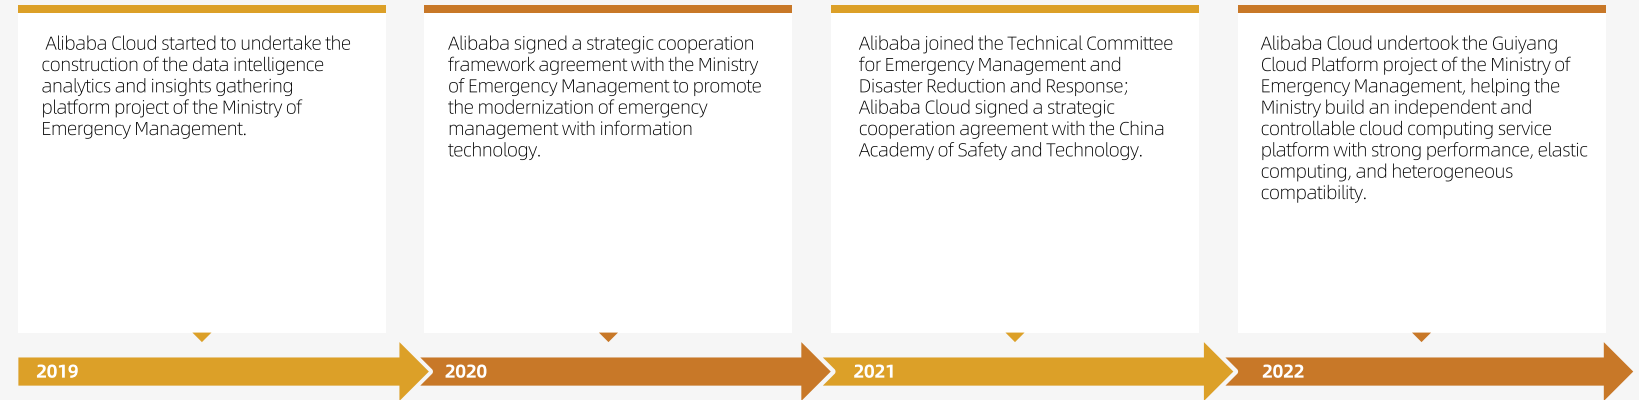 Alibaba Cloud started to undertake the
construction of the data intelligence
analytics and insights gathering
platform project of the Ministry of
Emergency Management.
2019
Alibaba signed a strategic cooperation
framework agreement with the Ministry
of Emergency Management to promote
the modernization of emergency
management with information
technology.
2020
Alibaba joined the Technical Committee
for Emergency Management and
Disaster Reduction and Response;
Alibaba Cloud signed a strategic
cooperation agreement with the China
Academy of Safety and Technology.
2021
Alibaba Cloud undertook the Guiyang
Cloud Platform project of the Ministry of
Emergency Management, helping the
Ministry build an independent and
controllable cloud computing service
platform with strong performance, elastic
computing, and heterogeneous
compatibility.
2022